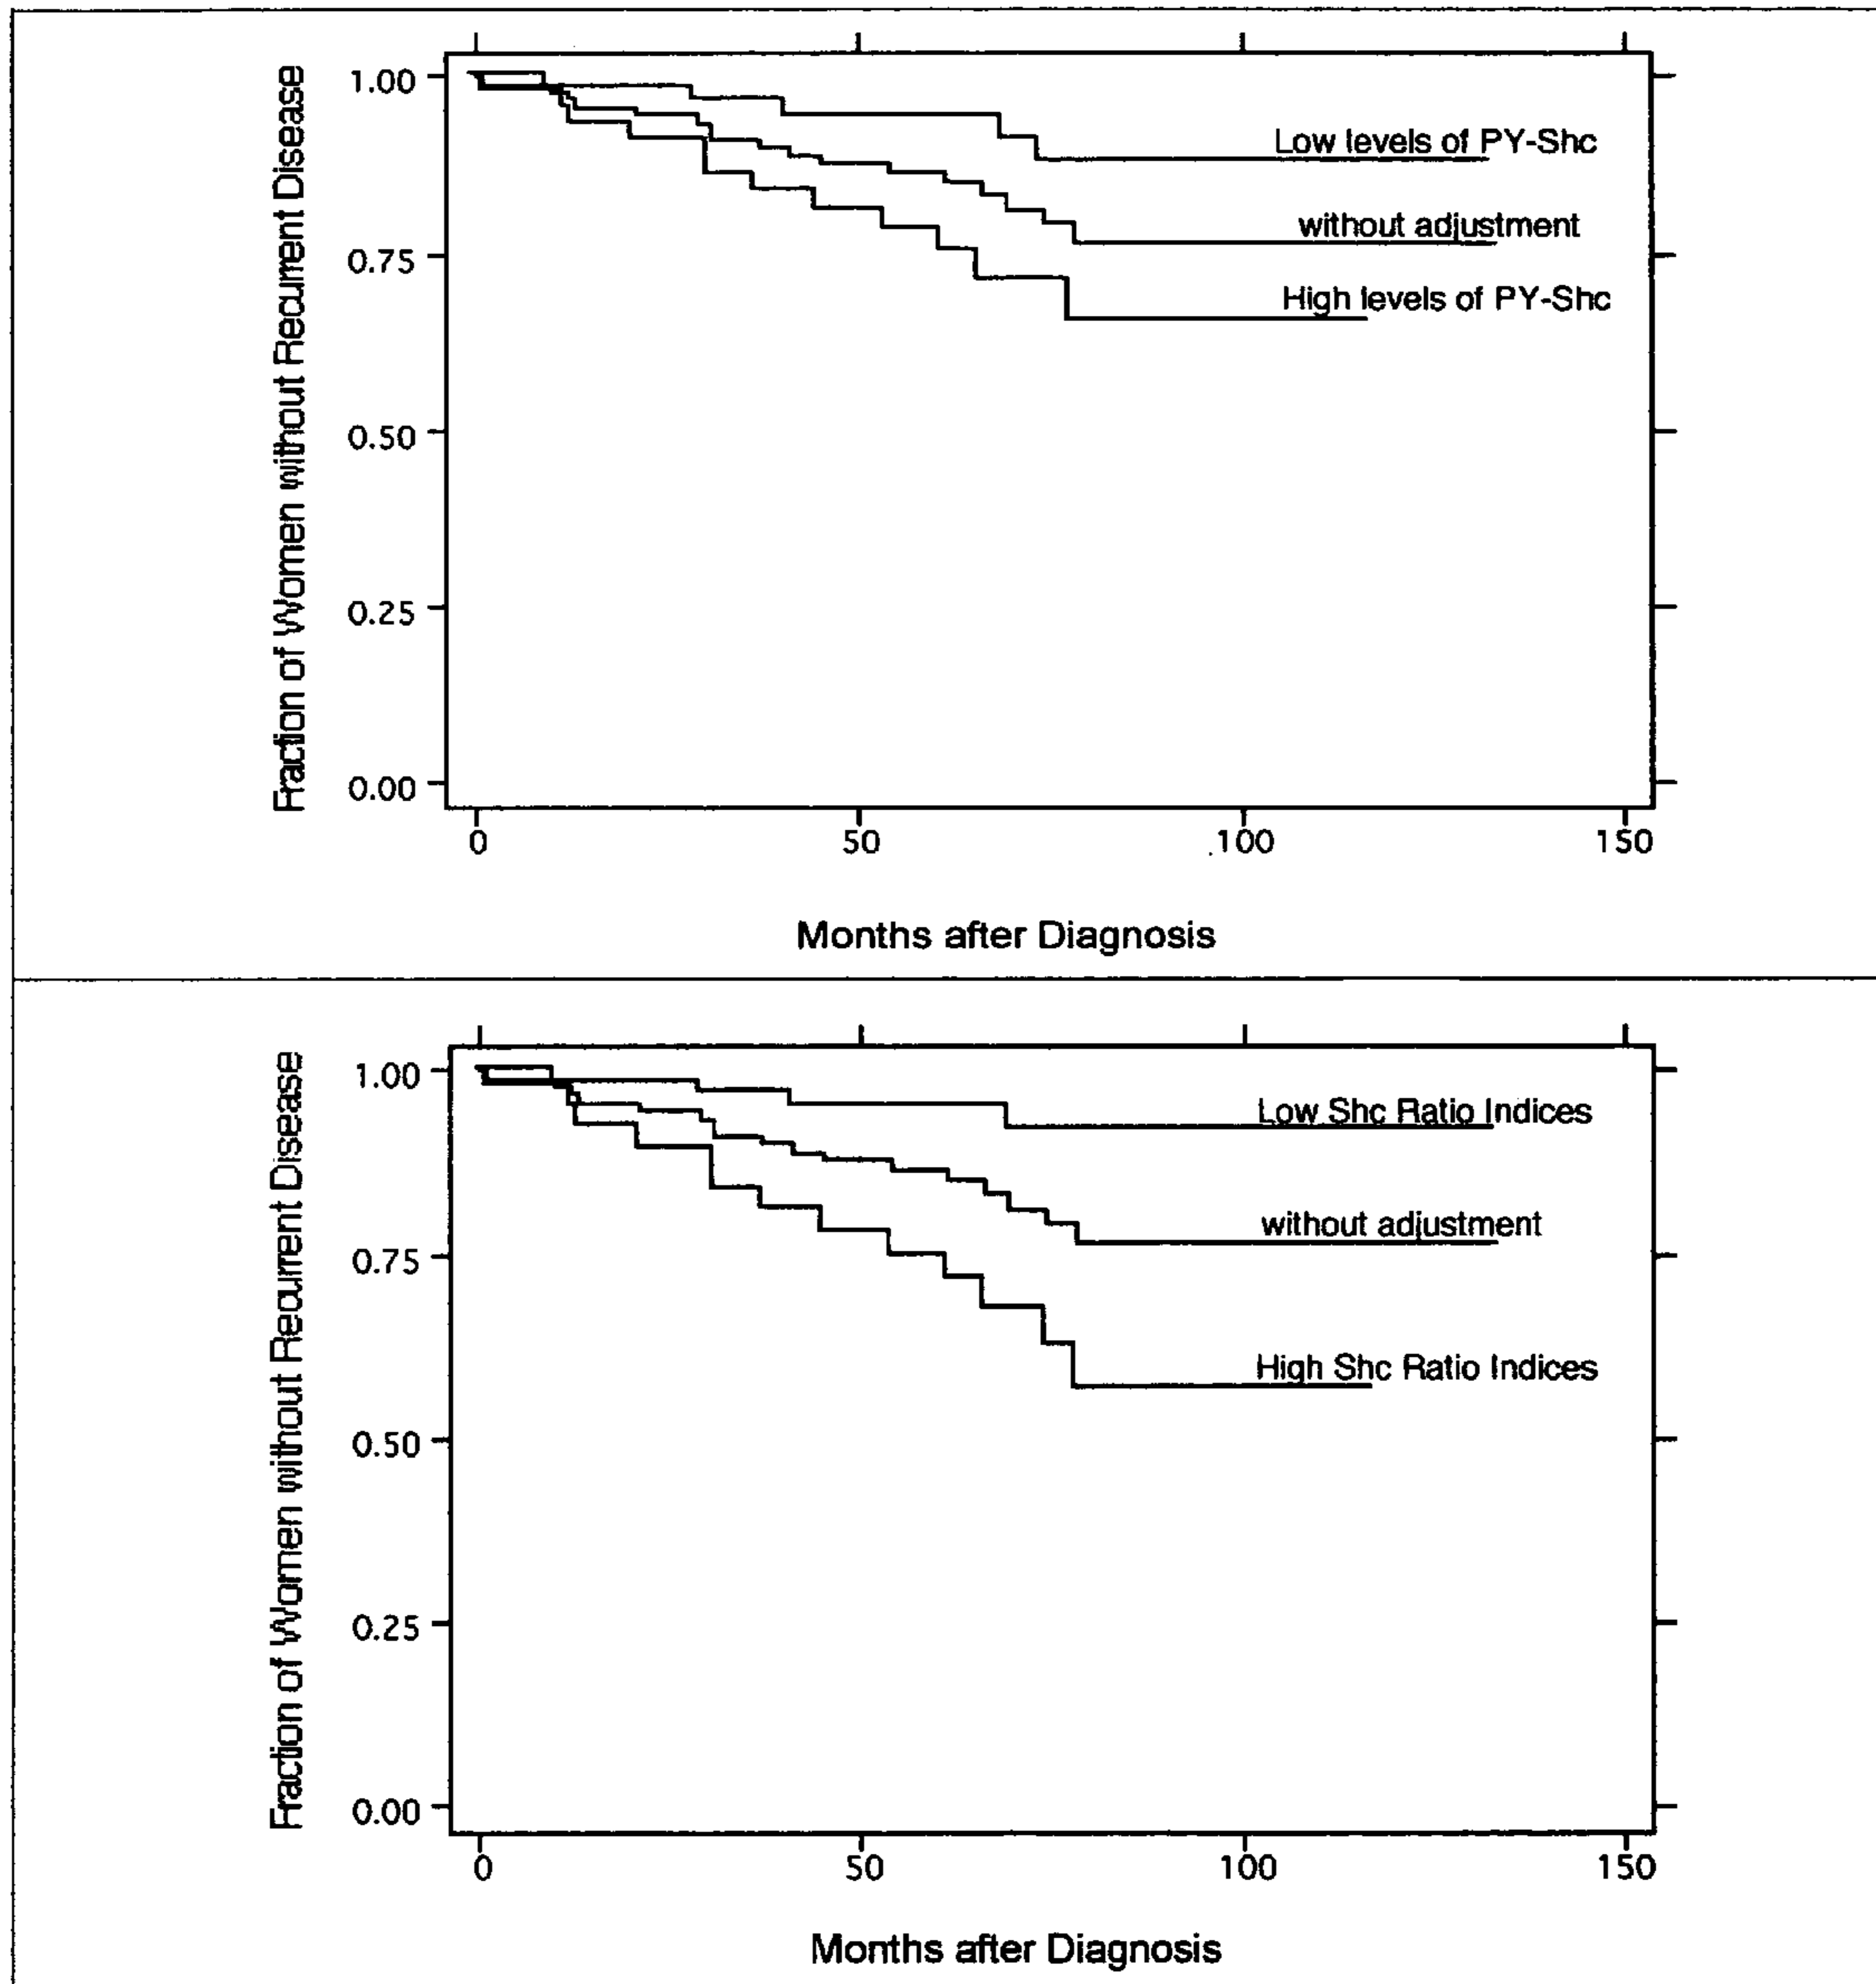 Fraction of Women without Recurrent Disease
1.00
0.75
0.50
0.25
0.00
Low levels of PY-Shc
without adjustment
High levels of PY-Shc
0 50 100 150
Months after Diagnosis
Fraction of Women without Recurrent Disease
1.00
0.75
0.50
0.25
0.00
Low Shc Ratio Indices
without adjustment
High Shc Ratio Indices
0 50 100 150
Months after Diagnosis